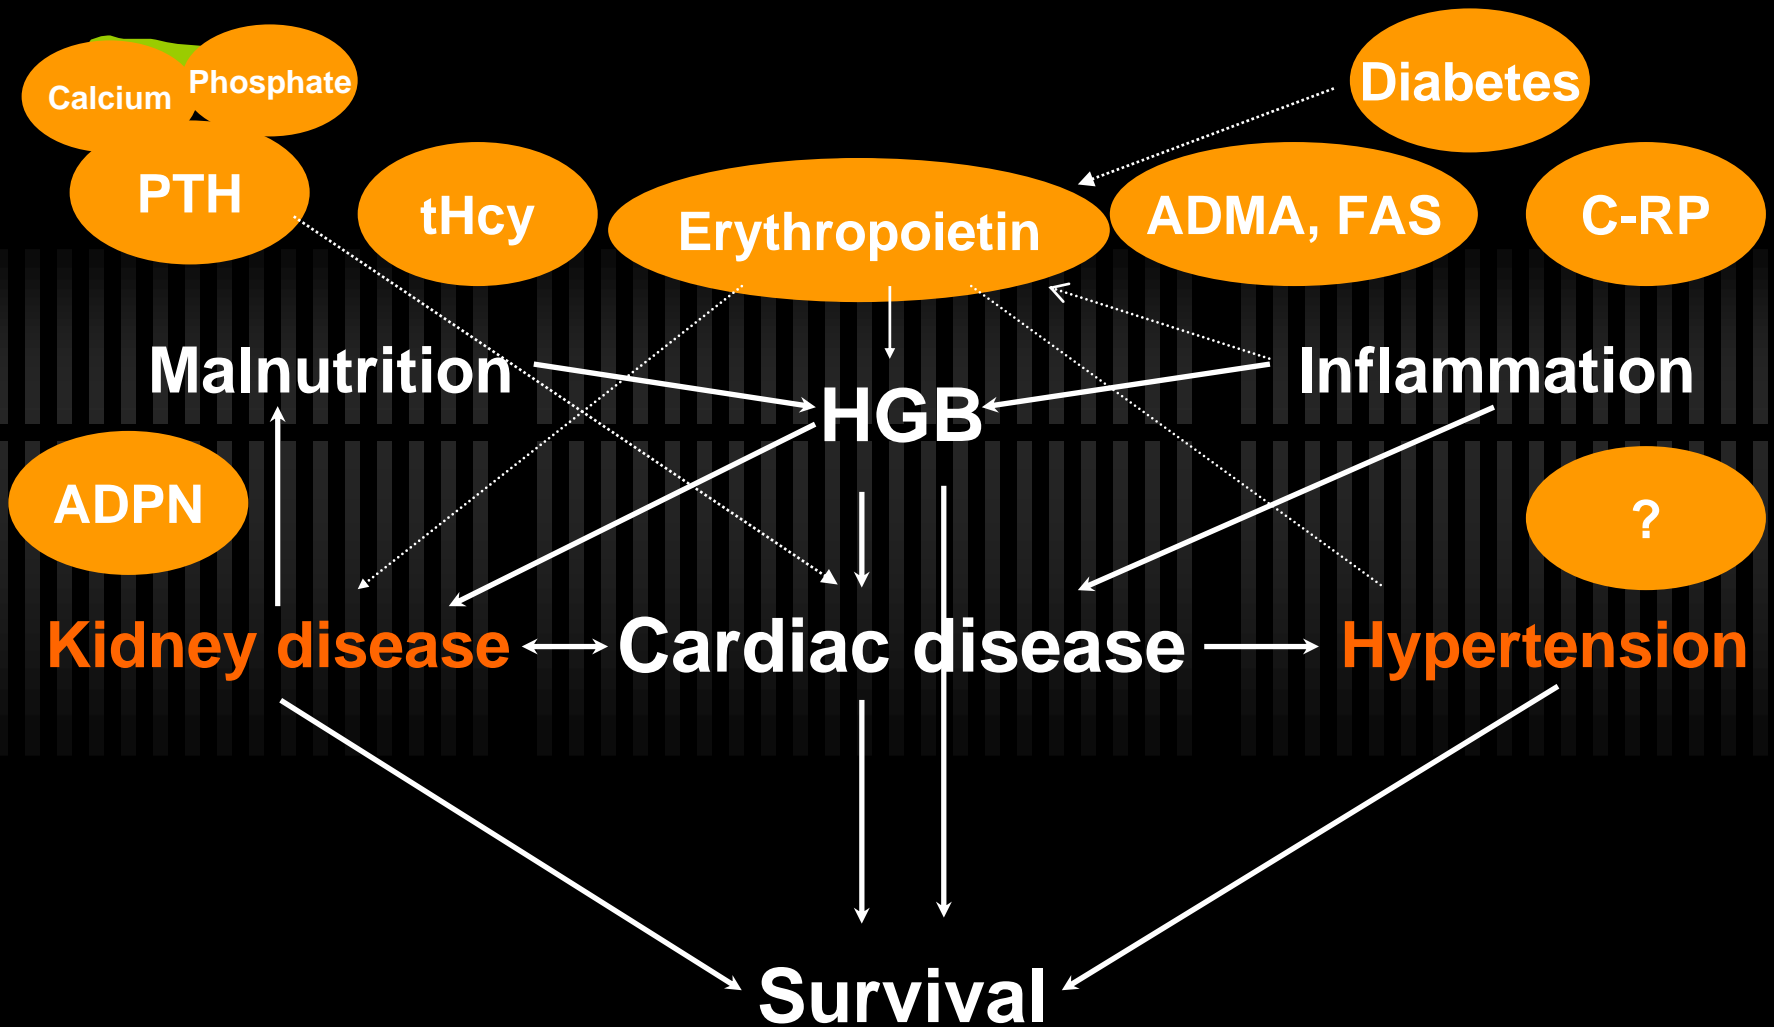 Calcium
Phosphate
Diabetes
PTH
tHcy
Erythropoietin
ADMA, FAS
C-RP
Malnutrition
HGB
Inflammation
ADPN
?
Kidney disease
Cardiac disease
Hypertension
Survival